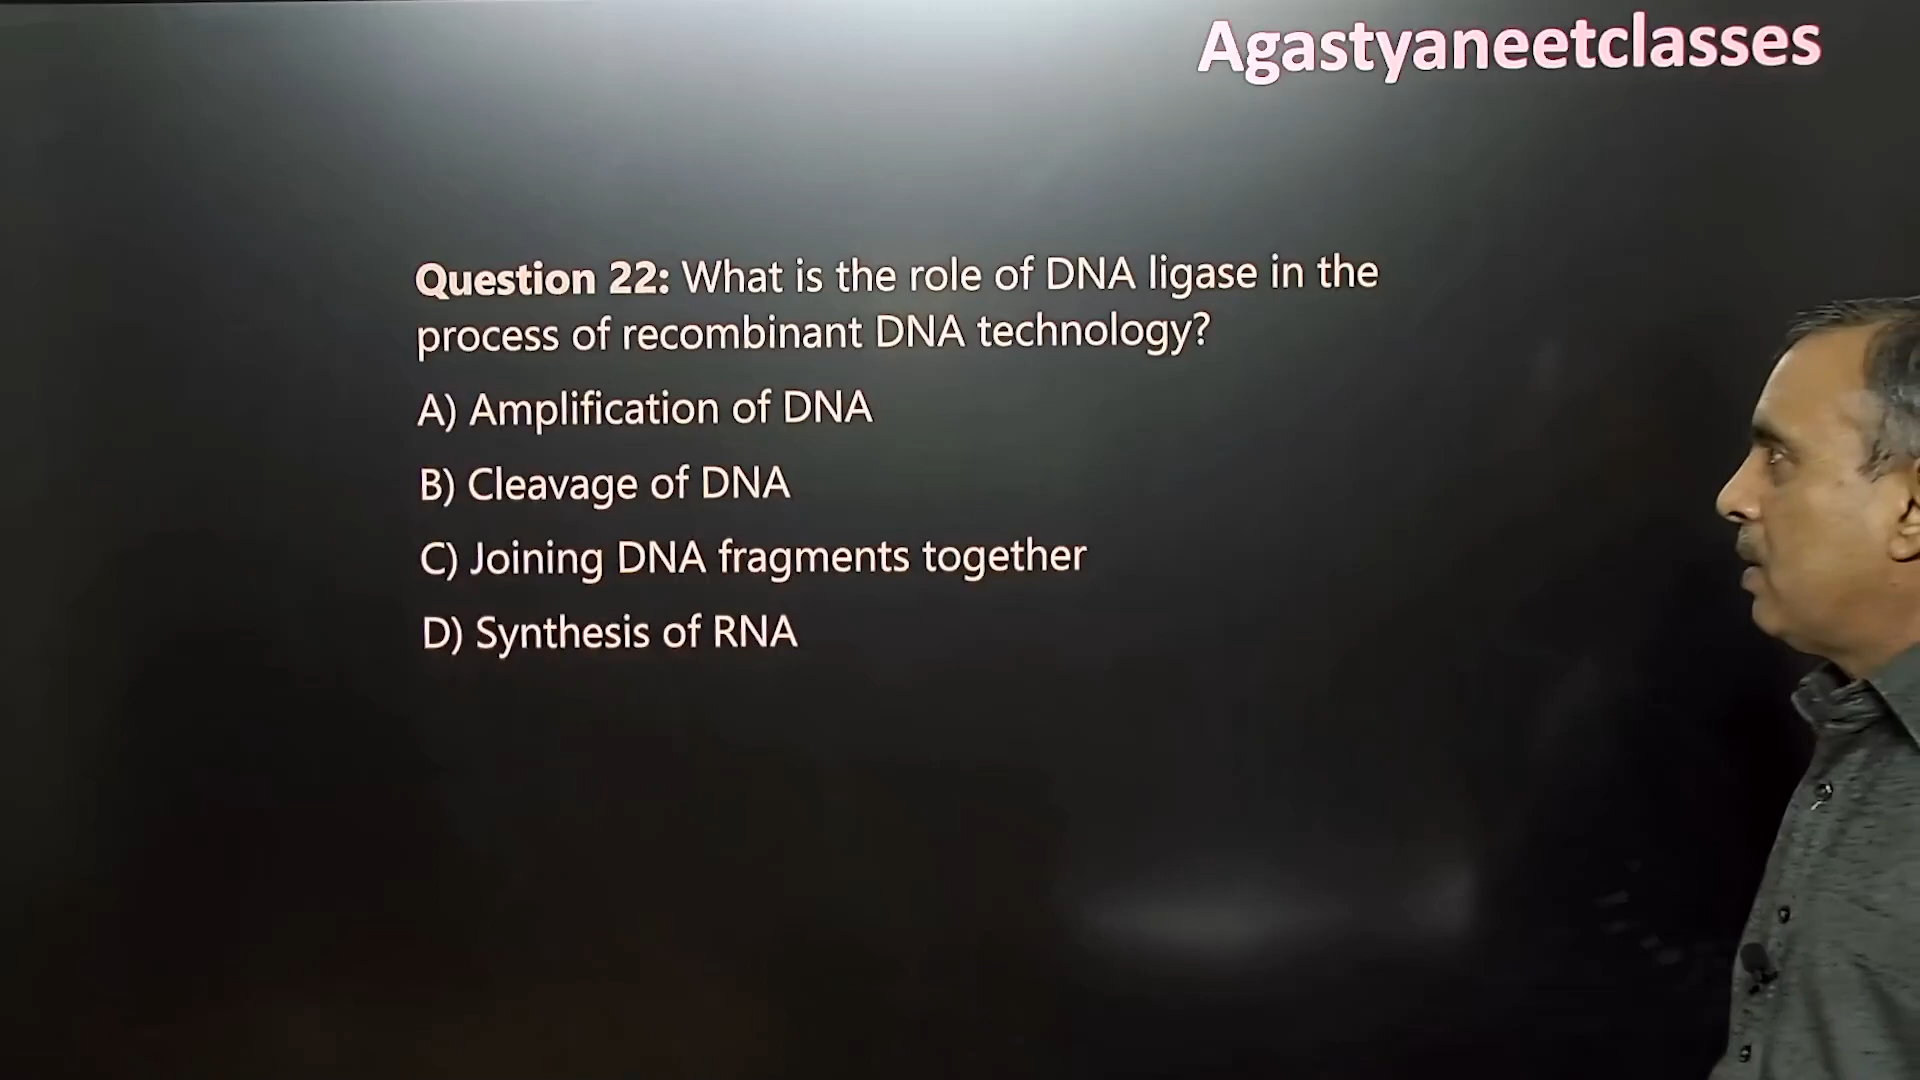 Agastyaneetclasses
Question 22: What is the role of DNA ligase in the
process of recombinant DNA technology?
A) Amplification of DNA
B) Cleavage of DNA
C) Joining DNA fragments together
D) Synthesis of RNA